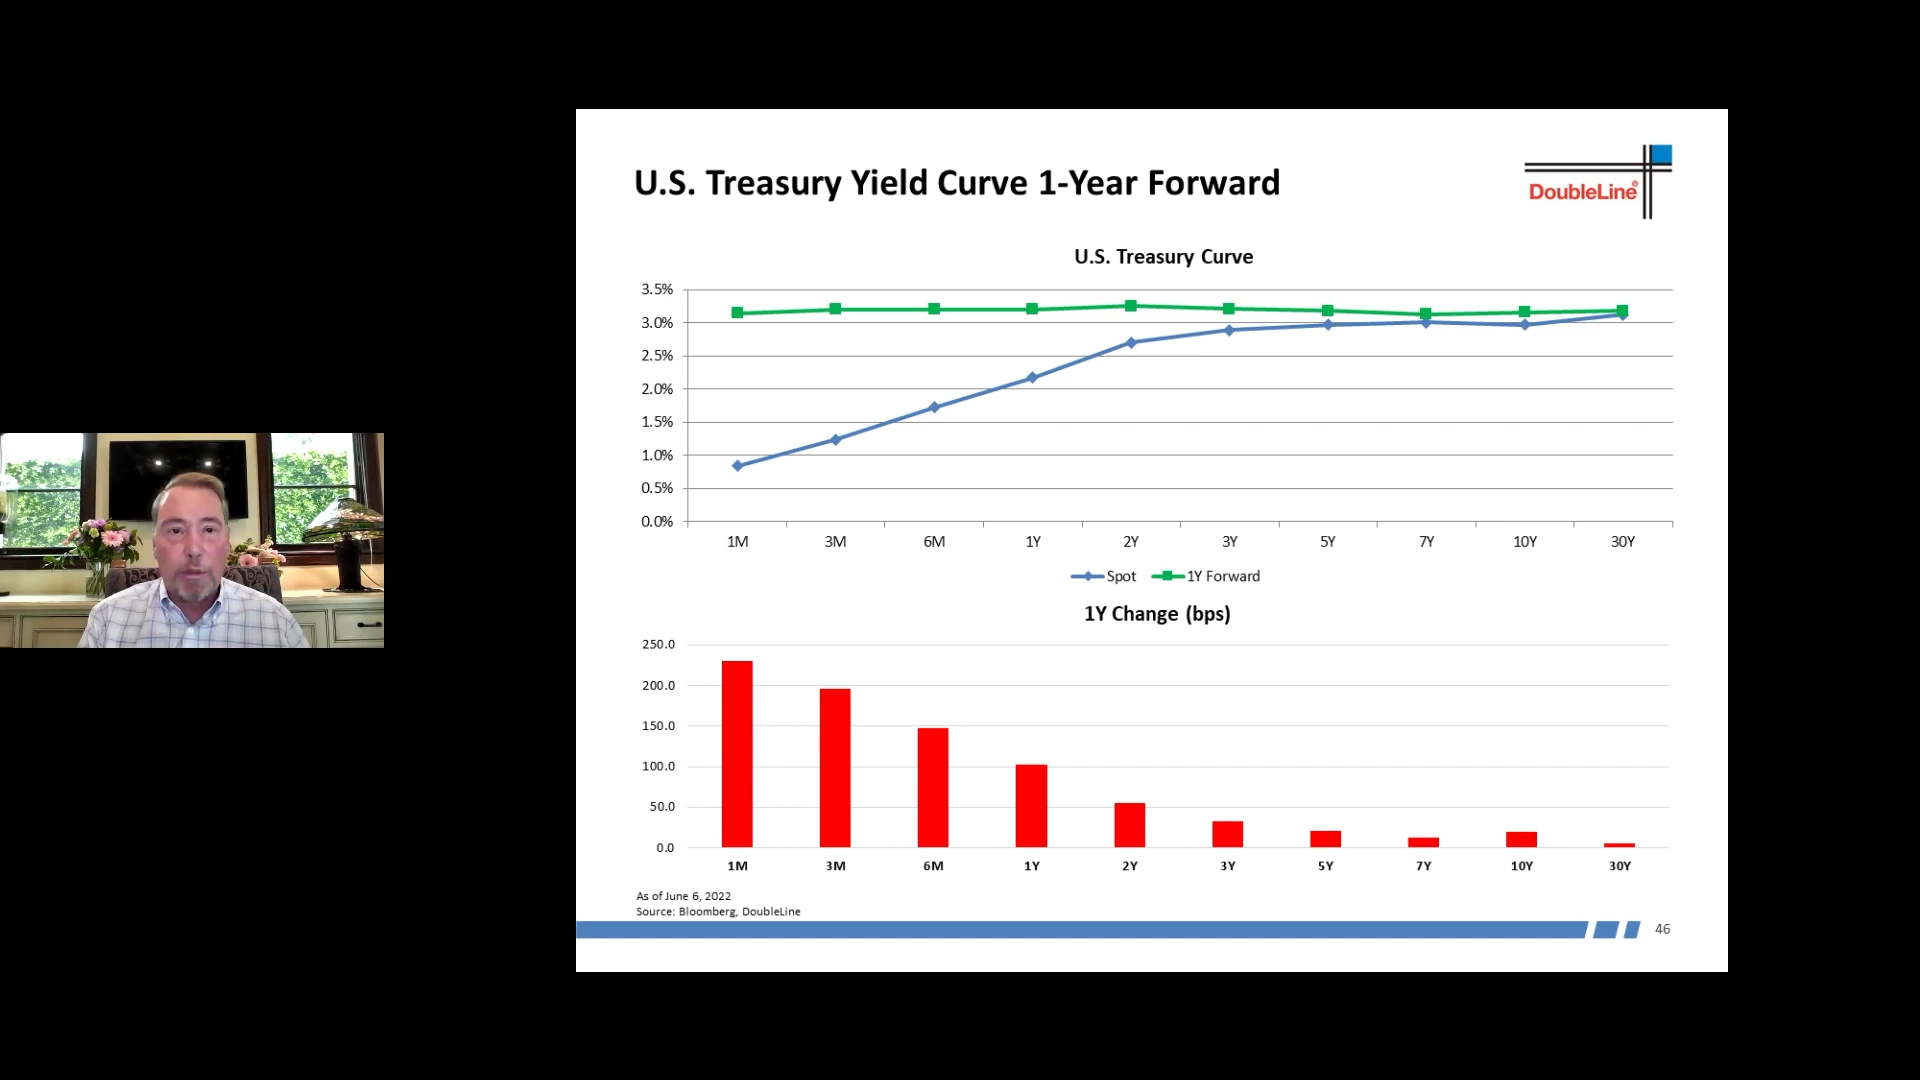 U.S. Treasury Yield Curve 1-Year Forward
DoubleLine®
U.S. Treasury Curve
3.5%
3.0%
2.5%
2.0%
1.5%
1.0%
0.5%
0.0%
1M 3M 6M 1Y 2Y 3Y 5Y 7Y 10Y 30Y
Spot 1Y Forward
1Y Change (bps)
250.0
200.0
150.0
100.0
50.0
0.0
1M 3M 6M 1Y 2Y 3Y 5Y 7Y 10Y 30Y
As of June 6, 2022
Source: Bloomberg, DoubleLine
46